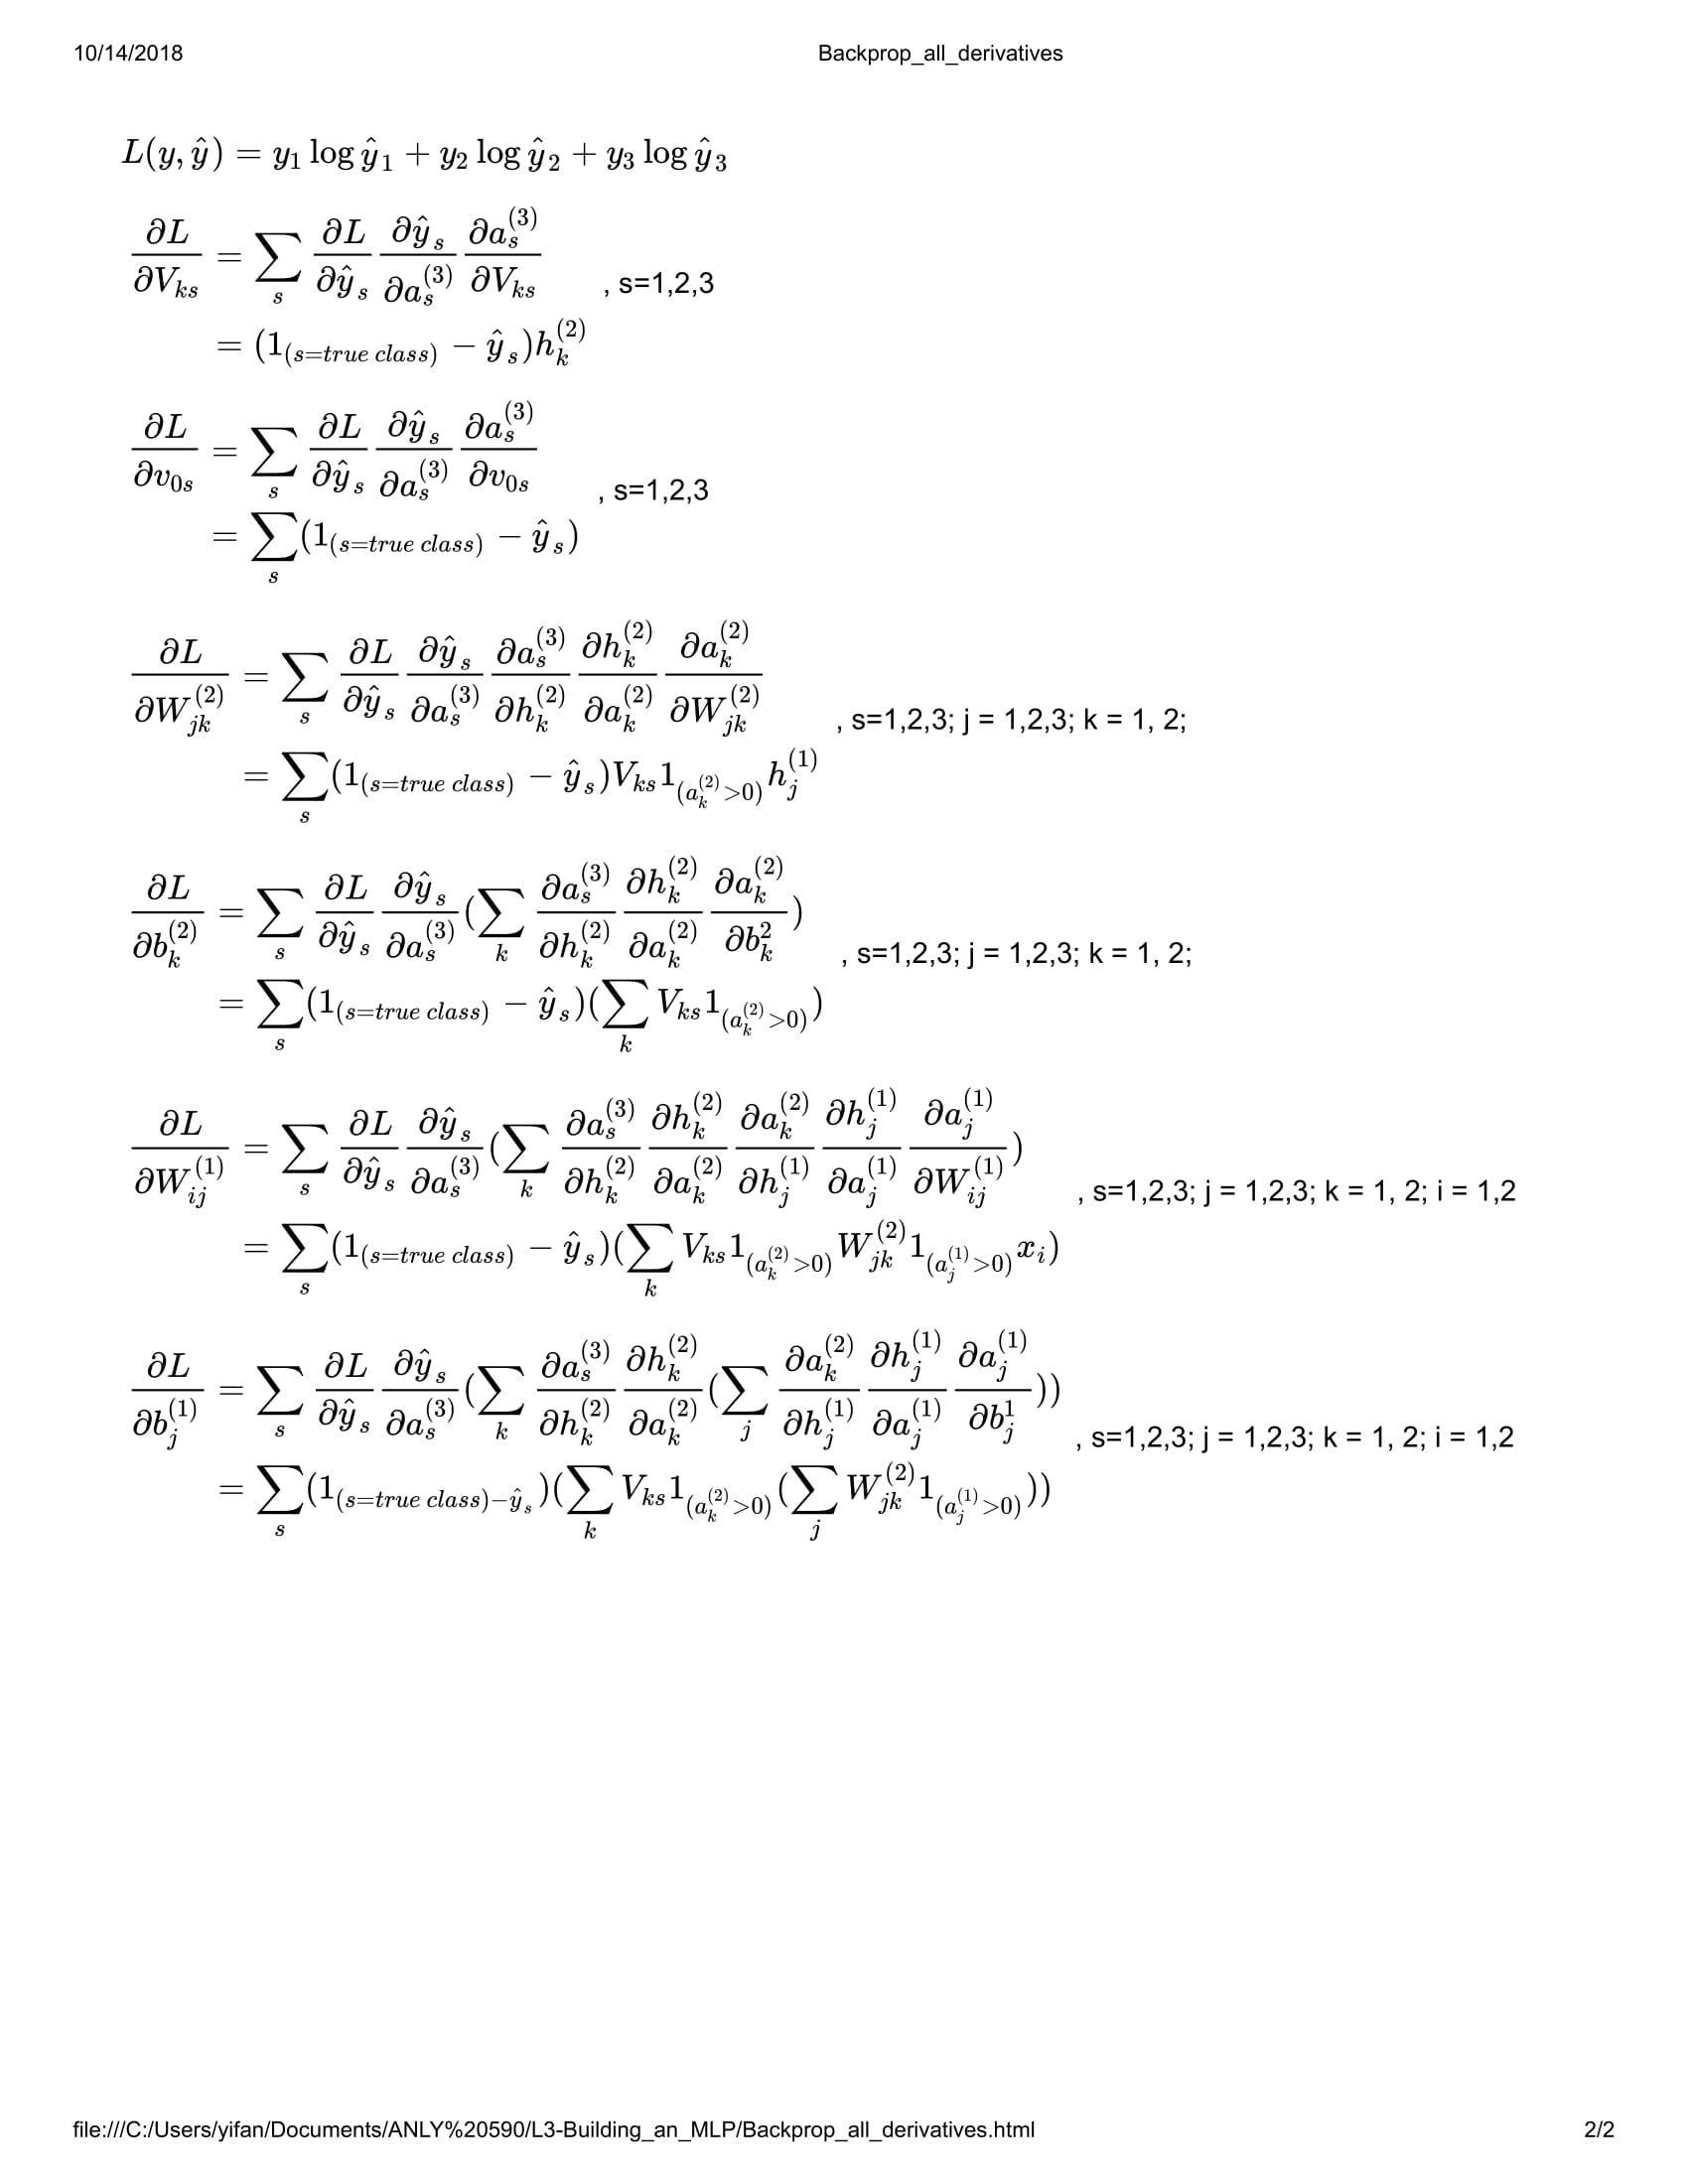 10/14/2018 Backprop_all_derivatives
$L(y, \hat{y}) = y_1 \log \hat{y}_1 + y_2 \log \hat{y}_2 + y_3 \log \hat{y}_3$
$\frac{\partial L}{\partial V_{ks}} = \sum_s \frac{\partial L}{\partial \hat{y}_s} \frac{\partial \hat{y}_s}{\partial a_s^{(3)}} \frac{\partial a_s^{(3)}}{\partial V_{ks}}$ , s=1,2,3
$= (1_{(s=true\ class)} - \hat{y}_s) h_k^{(2)}$
$\frac{\partial L}{\partial v_{0s}} = \sum_s \frac{\partial L}{\partial \hat{y}_s} \frac{\partial \hat{y}_s}{\partial a_s^{(3)}} \frac{\partial a_s^{(3)}}{\partial v_{0s}}$ , s=1,2,3
$= \sum_s (1_{(s=true\ class)} - \hat{y}_s)$
$\frac{\partial L}{\partial W_{jk}^{(2)}} = \sum_s \frac{\partial L}{\partial \hat{y}_s} \frac{\partial \hat{y}_s}{\partial a_s^{(3)}} \frac{\partial a_s^{(3)}}{\partial h_k^{(2)}} \frac{\partial h_k^{(2)}}{\partial a_k^{(2)}} \frac{\partial a_k^{(2)}}{\partial W_{jk}^{(2)}}$ , s=1,2,3; j = 1,2,3; k = 1, 2;
$= \sum_s (1_{(s=true\ class)} - \hat{y}_s) V_{ks} 1_{(a_k^{(2)}>0)} h_j^{(1)}$
$\frac{\partial L}{\partial b_k^{(2)}} = \sum_s \frac{\partial L}{\partial \hat{y}_s} \frac{\partial \hat{y}_s}{\partial a_s^{(3)}} (\sum_k \frac{\partial a_s^{(3)}}{\partial h_k^{(2)}} \frac{\partial h_k^{(2)}}{\partial a_k^{(2)}} \frac{\partial a_k^{(2)}}{\partial b_k^2})$ , s=1,2,3; j = 1,2,3; k = 1, 2;
$= \sum_s (1_{(s=true\ class)} - \hat{y}_s)(\sum_k V_{ks} 1_{(a_k^{(2)}>0)})$
$\frac{\partial L}{\partial W_{ij}^{(1)}} = \sum_s \frac{\partial L}{\partial \hat{y}_s} \frac{\partial \hat{y}_s}{\partial a_s^{(3)}} (\sum_k \frac{\partial a_s^{(3)}}{\partial h_k^{(2)}} \frac{\partial h_k^{(2)}}{\partial a_k^{(2)}} \frac{\partial a_k^{(2)}}{\partial h_j^{(1)}} \frac{\partial h_j^{(1)}}{\partial a_j^{(1)}} \frac{\partial a_j^{(1)}}{\partial W_{ij}^{(1)}})$ , s=1,2,3; j = 1,2,3; k = 1, 2; i = 1,2
$= \sum_s (1_{(s=true\ class)} - \hat{y}_s)(\sum_k V_{ks} 1_{(a_k^{(2)}>0)} W_{jk}^{(2)} 1_{(a_j^{(1)}>0)} x_i)$
$\frac{\partial L}{\partial b_j^{(1)}} = \sum_s \frac{\partial L}{\partial \hat{y}_s} \frac{\partial \hat{y}_s}{\partial a_s^{(3)}} (\sum_k \frac{\partial a_s^{(3)}}{\partial h_k^{(2)}} \frac{\partial h_k^{(2)}}{\partial a_k^{(2)}} (\sum_j \frac{\partial a_k^{(2)}}{\partial h_j^{(1)}} \frac{\partial h_j^{(1)}}{\partial a_j^{(1)}} \frac{\partial a_j^{(1)}}{\partial b_j^1}))$ , s=1,2,3; j = 1,2,3; k = 1, 2; i = 1,2
$= \sum_s (1_{(s=true\ class)-\hat{y}_s})(\sum_k V_{ks} 1_{(a_k^{(2)}>0)} (\sum_j W_{jk}^{(2)} 1_{(a_j^{(1)}>0)}))$
file:///C:/Users/yifan/Documents/ANLY%20590/L3-Building_an_MLP/Backprop_all_derivatives.html 2/2